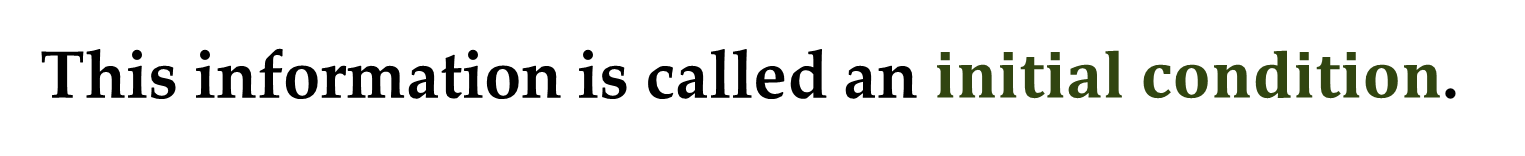 This information is called an initial condition.